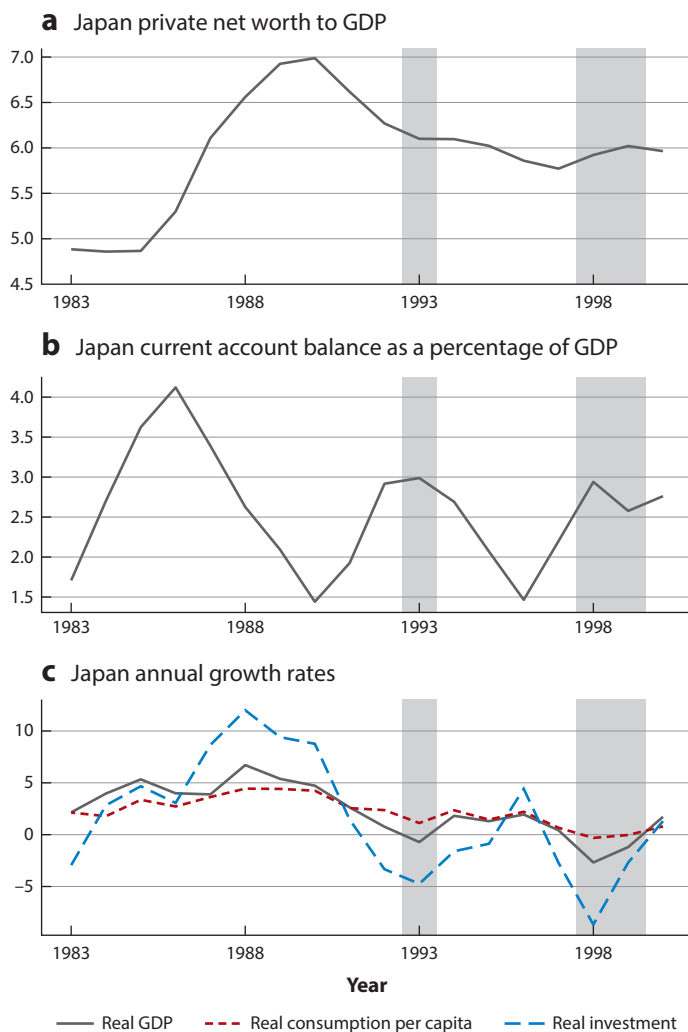 a Japan private net worth to GDP
7.0
6.5
6.0
5.5
5.0
4.5
1983 1988 1993 1998
b Japan current account balance as a percentage of GDP
4.0
3.5
3.0
2.5
2.0
1.5
1983 1988 1993 1998
c Japan annual growth rates
10
5
0
−5
1983 1988 1993 1998
Year
Real GDP Real consumption per capita Real investment